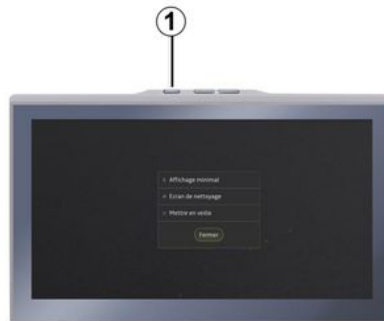 1
Affichage minimal
Ecran de nettoyage
Mettre en veille
Fermer